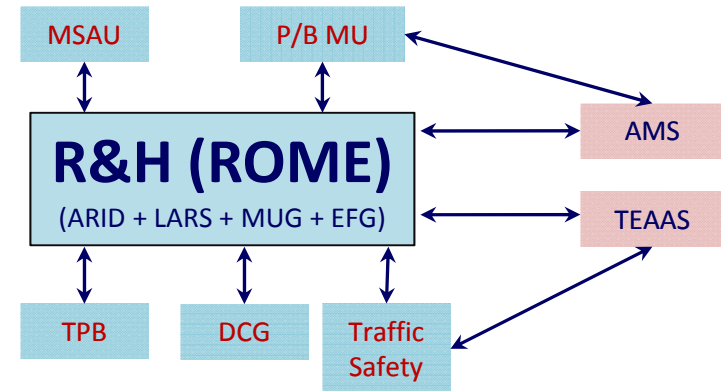 MSAU
P/B MU
AMS
R&H (ROME)
(ARID + LARS + MUG + EFG)
TEAAS
TPB
DCG
Traffic
Safety